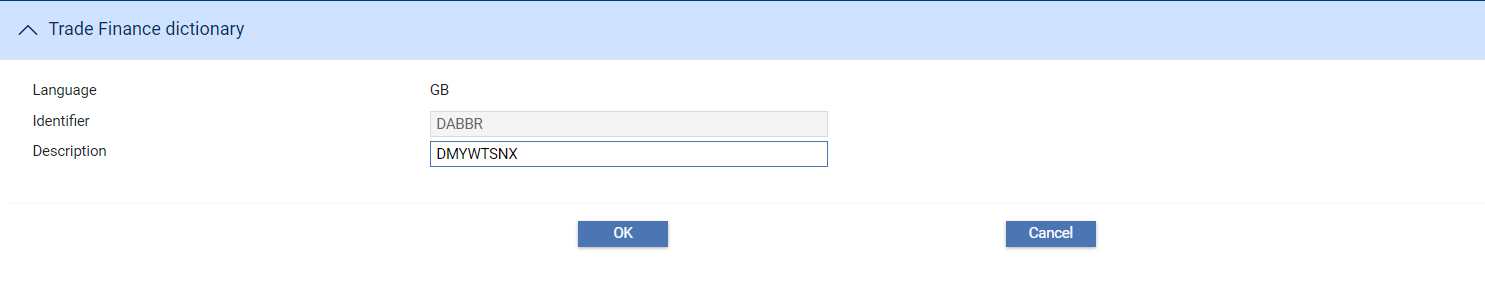 Trade Finance dictionary
Language GB
Identifier DABBR
Description DMYWTSNX
OK Cancel